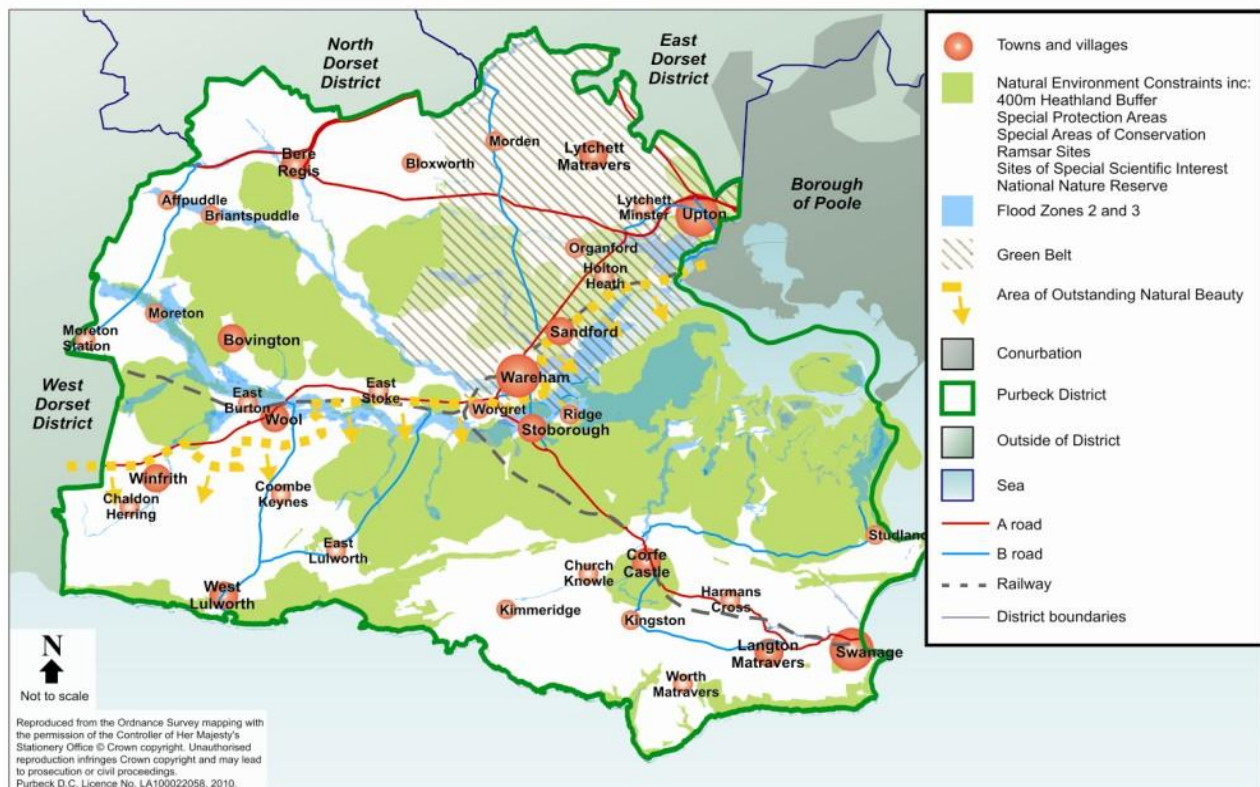 North
Dorset
District
East
Dorset
District
Borough
of Poole
West
Dorset
District
Morden
Bere
Regis
Bloxworth
Lytchett
Matravers
Affpuddle
Briantspuddle
Lytchett
Minster
Upton
Organford
Holton
Heath
Moreton
Moreton
Station
Bovington
Sandford
Wareham
East
Stoke
East
Burton
Wool
Worgret
Ridge
Stoborough
Winfrith
Chaldon
Herring
Coombe
Keynes
East
Lulworth
West
Lulworth
Studland
Corfe
Castle
Church
Knowle
Harmans
Cross
Kimmeridge
Kingston
Langton
Matravers
Swanage
Worth
Matravers
N
Not to scale
Reproduced from the Ordnance Survey mapping with
the permission of the Controller of Her Majesty's
Stationery Office © Crown copyright. Unauthorised
reproduction infringes Crown copyright and may lead
to prosecution or civil proceedings.
Purbeck D.C. Licence No. LA100022058. 2010.
Towns and villages
Natural Environment Constraints inc:
400m Heathland Buffer
Special Protection Areas
Special Areas of Conservation
Ramsar Sites
Sites of Special Scientific Interest
National Nature Reserve
Flood Zones 2 and 3
Green Belt
Area of Outstanding Natural Beauty
Conurbation
Purbeck District
Outside of District
Sea
A road
B road
Railway
District boundaries